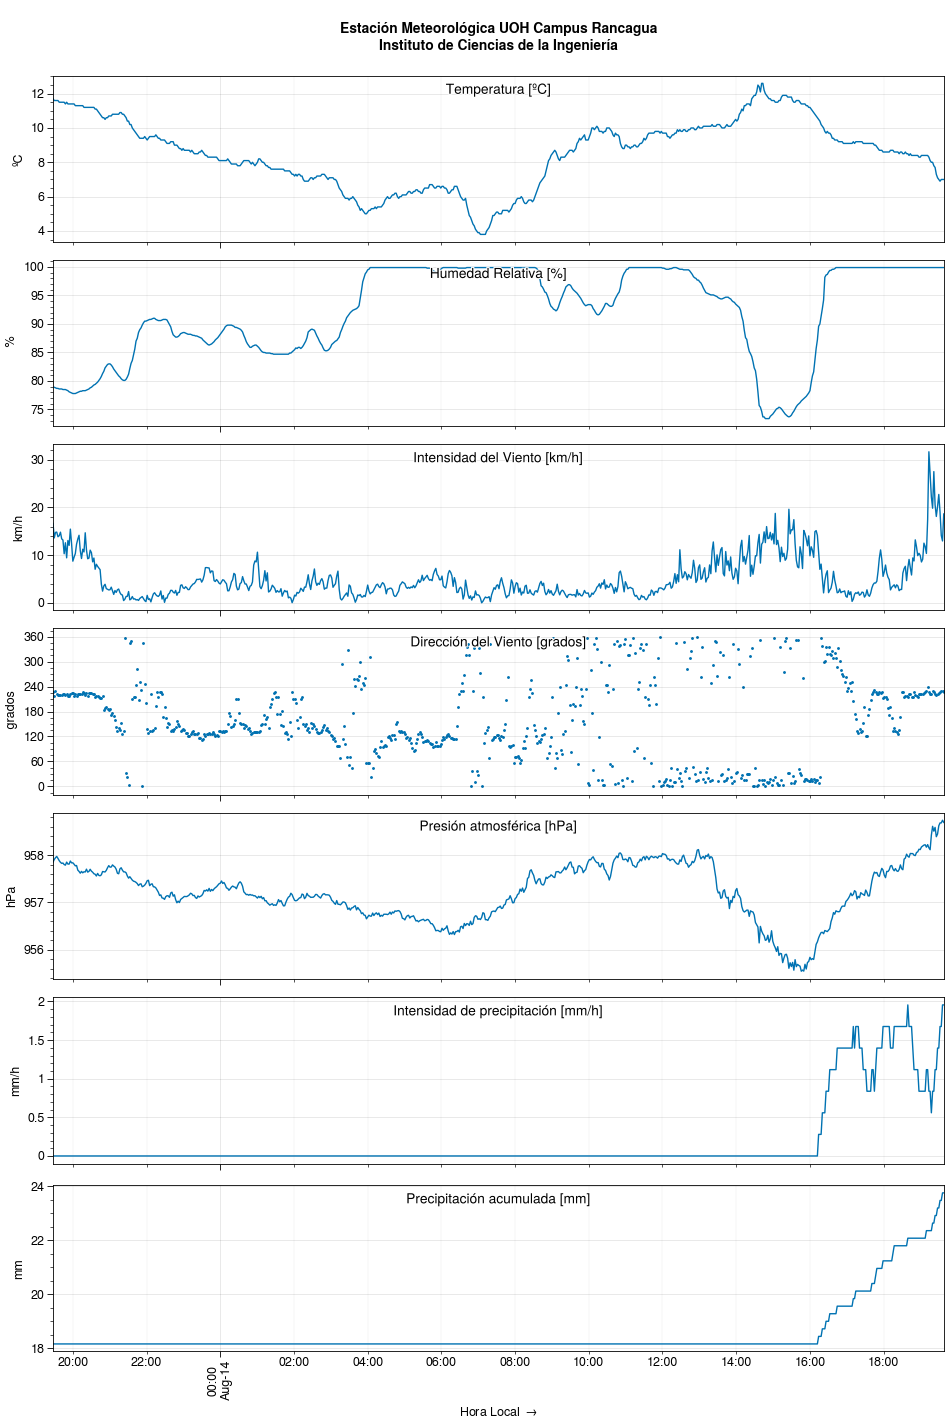 Estación Meteorológica UOH Campus Rancagua
Instituto de Ciencias de la Ingeniería
Temperatura [ºC]
ºC
12
10
8
6
4
Humedad Relativa [%]
%
100
95
90
85
80
75
Intensidad del Viento [km/h]
km/h
30
20
10
0
Dirección del Viento [grados]
grados
360
300
240
180
120
60
0
Presión atmosférica [hPa]
hPa
958
957
956
Intensidad de precipitación [mm/h]
mm/h
2
1.5
1
0.5
0
Precipitación acumulada [mm]
mm
24
22
20
18
20:00 22:00 00:00 02:00 04:00 06:00 08:00 10:00 12:00 14:00 16:00 18:00
Aug-14
Hora Local →